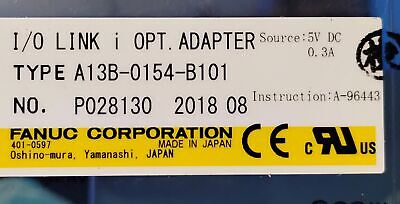 I/O LINK i OPT.ADAPTER Source:5V DC
0.3A
TYPE A13B-0154-B101
NO. P028130 2018 08 Instruction:A-96443
FANUC CORPORATION
401-0597 MADE IN JAPAN
Oshino-mura, Yamanashi, JAPAN
CE c RU US